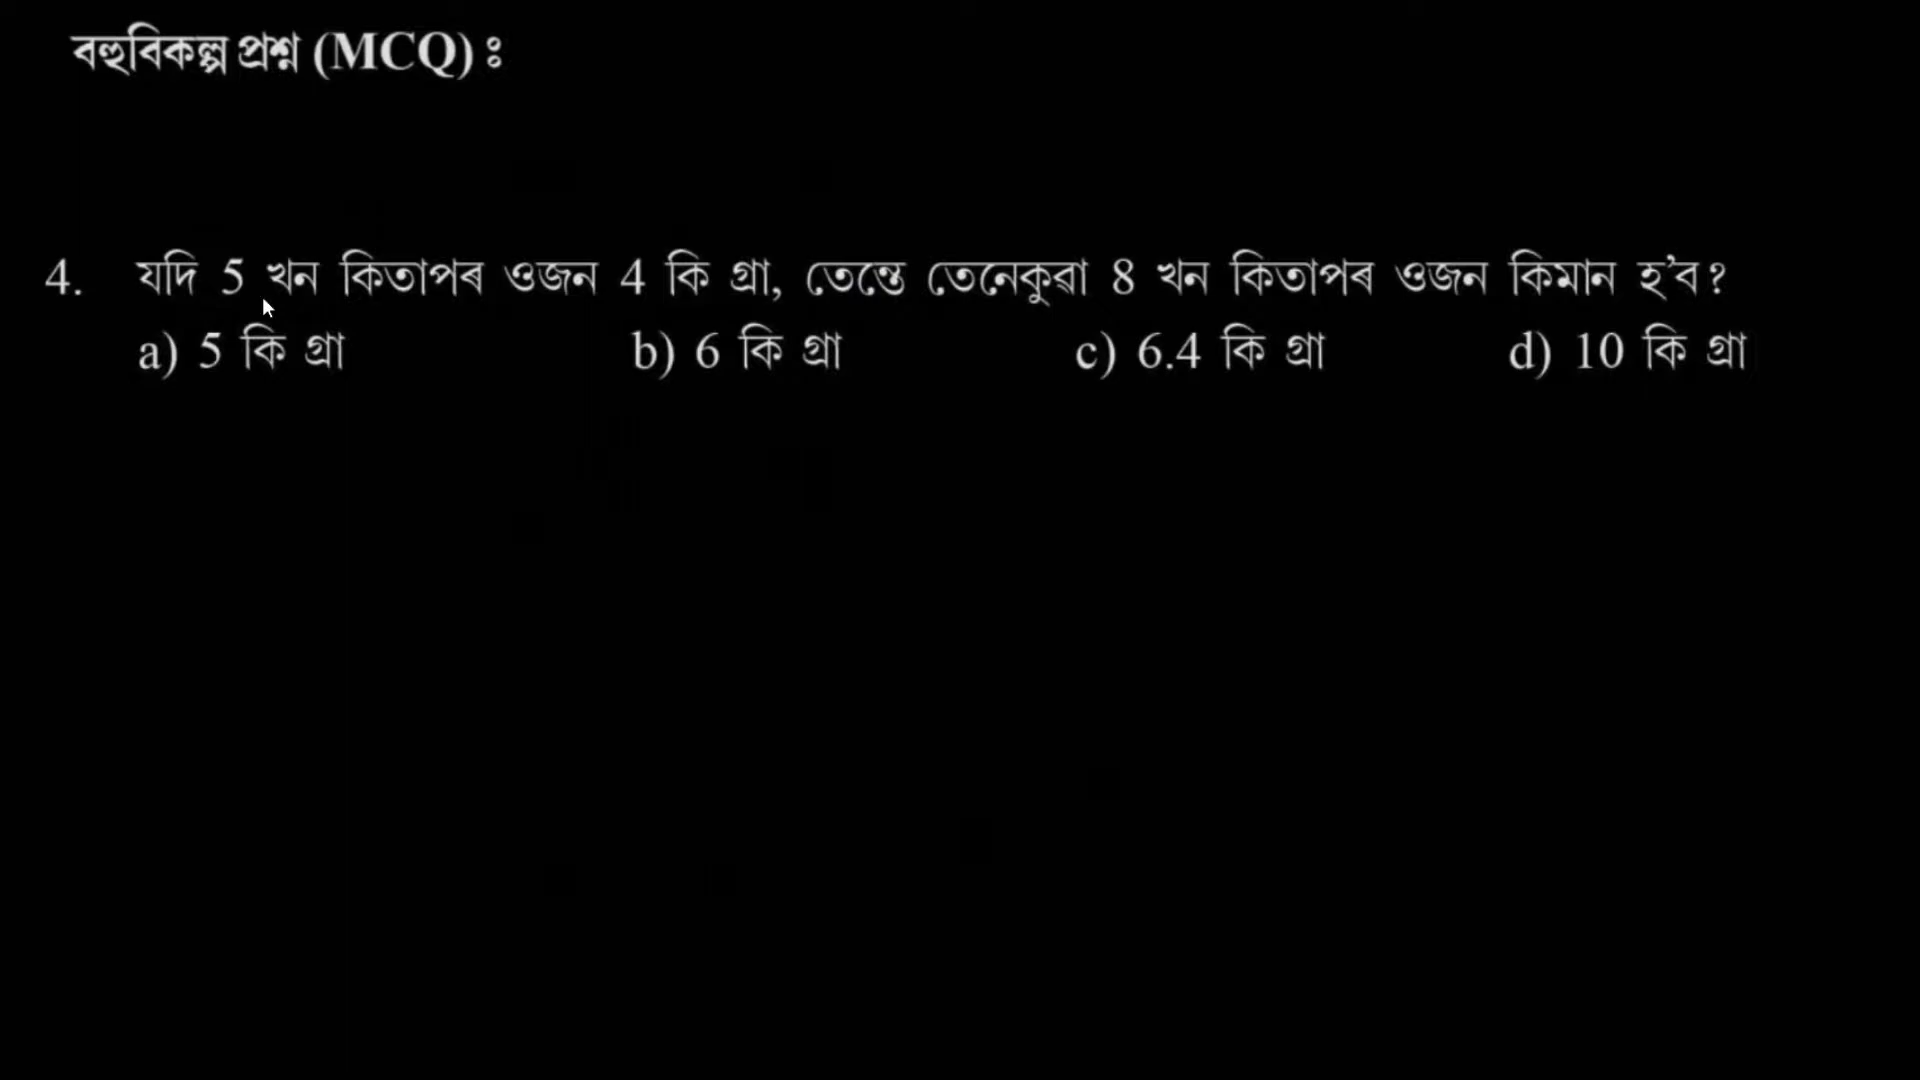 বহুবিকল্প প্ৰশ্ন (MCQ) ঃ
4. যদি 5 খন কিতাপৰ ওজন 4 কি গ্ৰা, তেন্তে তেনেকুৱা 8 খন কিতাপৰ ওজন কিমান হ’ব?
a) 5 কি গ্ৰা b) 6 কি গ্ৰা c) 6.4 কি গ্ৰা d) 10 কি গ্ৰা